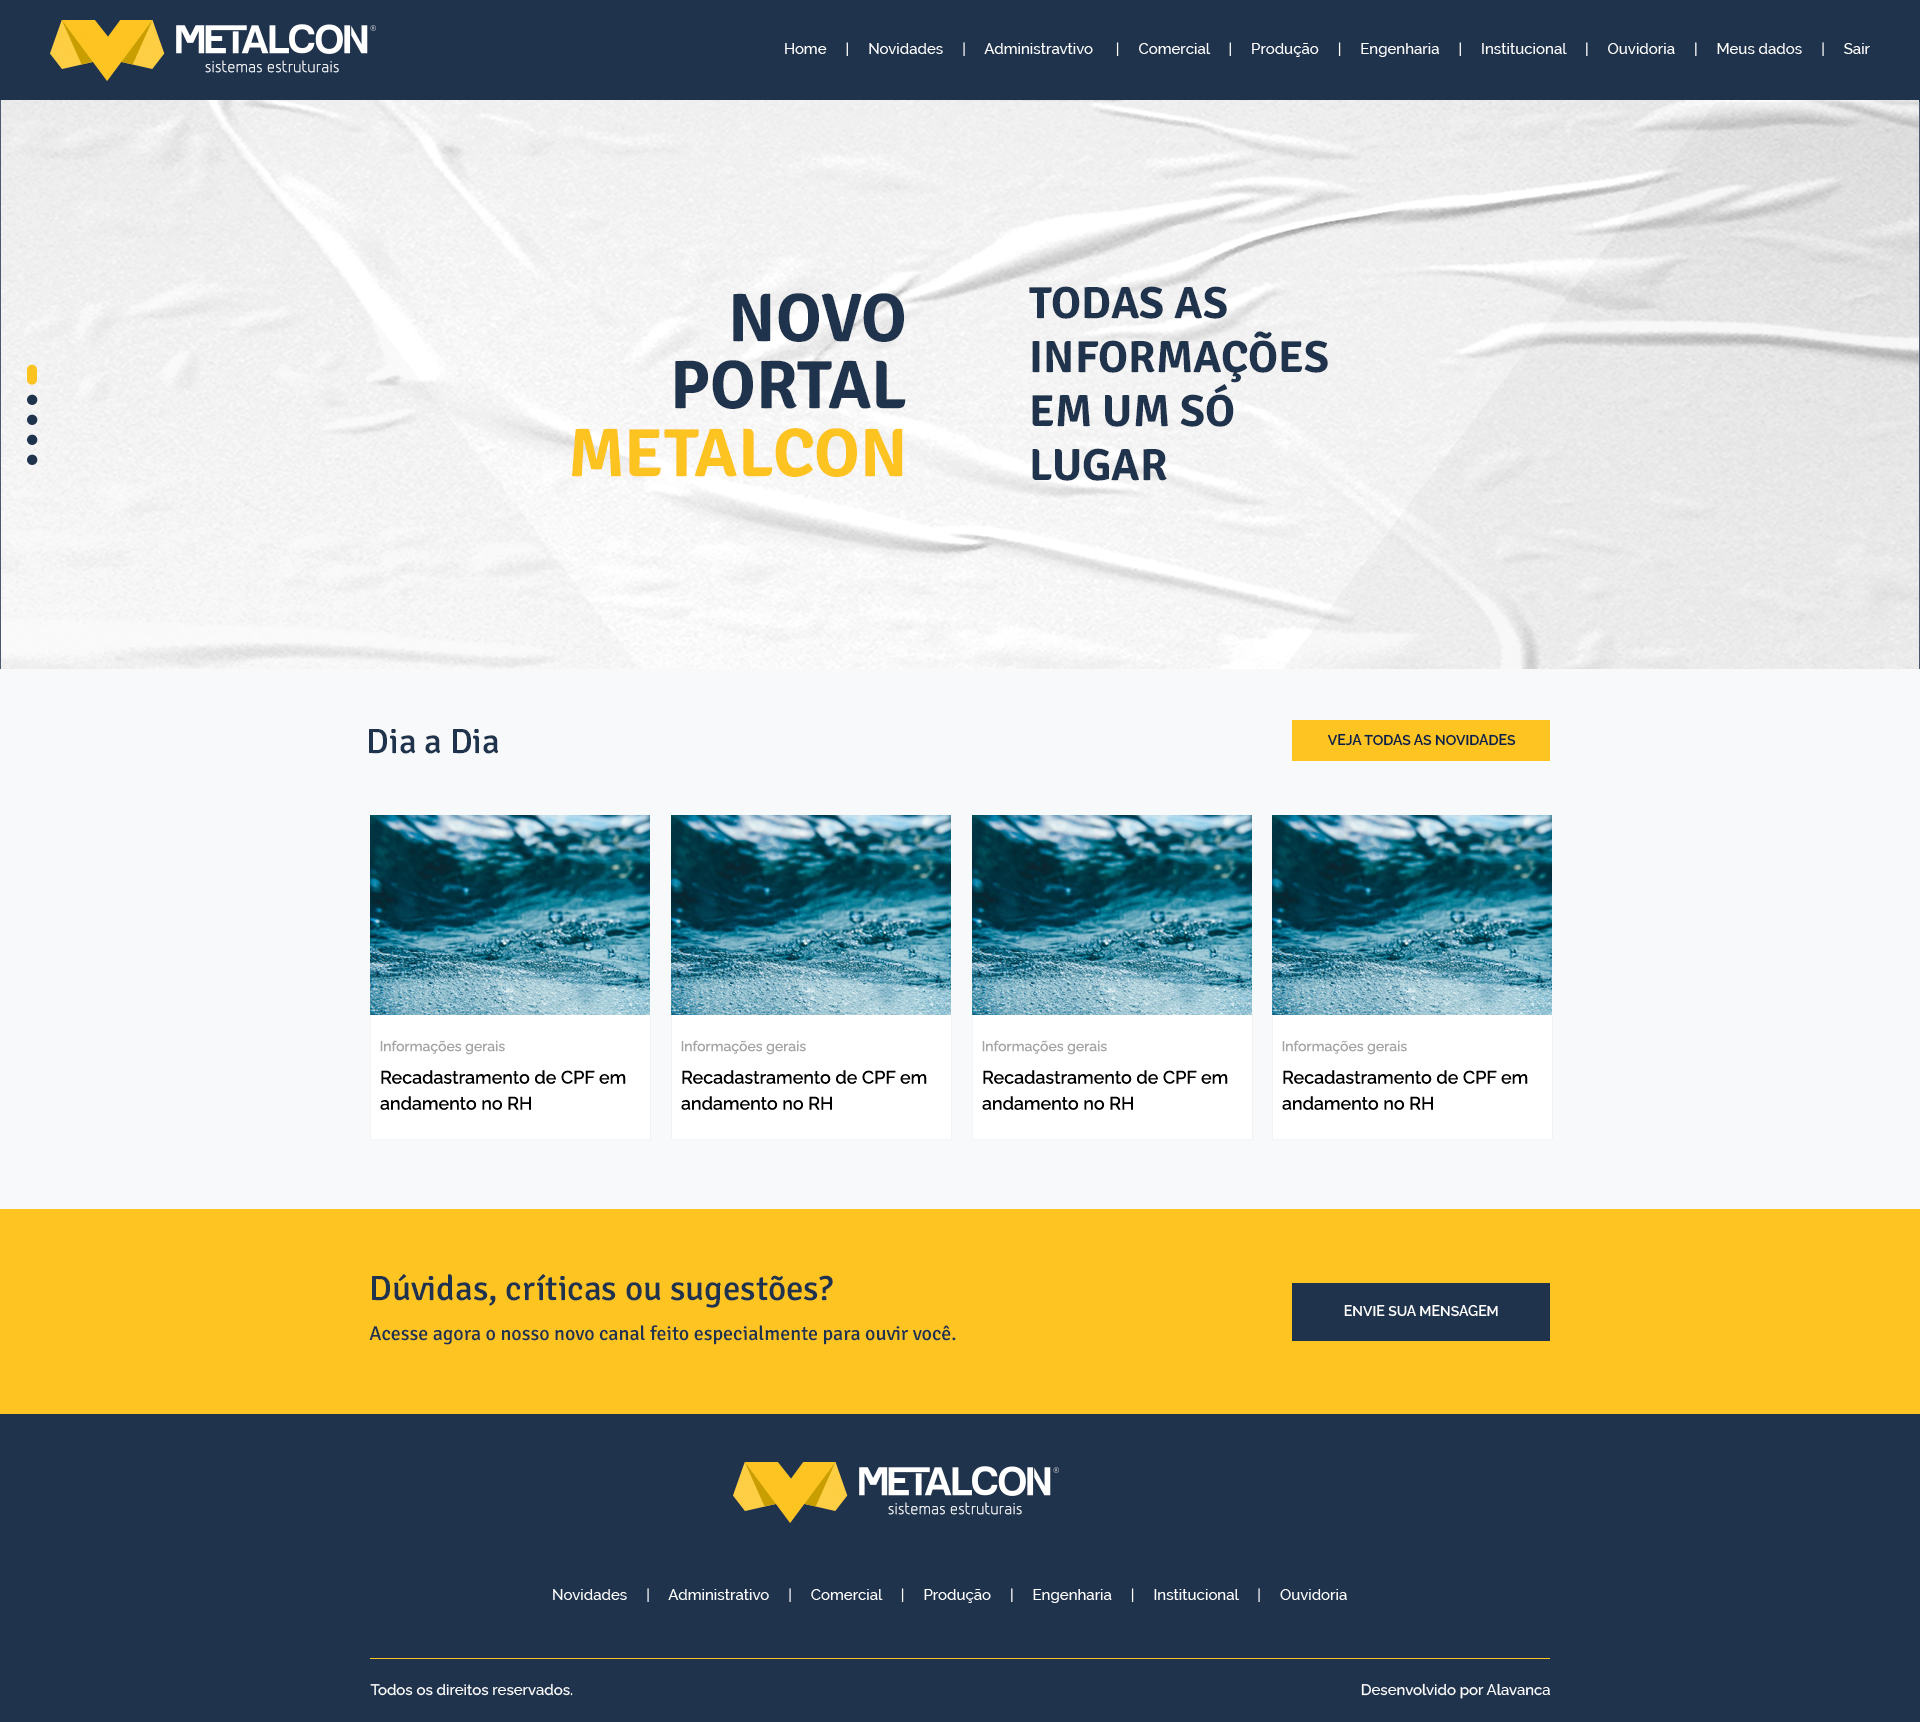 METALCON®
sistemas estruturais
Home | Novidades | Administravtivo | Comercial | Produção | Engenharia | Institucional | Ouvidoria | Meus dados | Sair
NOVO
PORTAL
METALCON
TODAS AS
INFORMAÇÕES
EM UM SÓ
LUGAR
Dia a Dia
VEJA TODAS AS NOVIDADES
Informações gerais
Recadastramento de CPF em
andamento no RH
Informações gerais
Recadastramento de CPF em
andamento no RH
Informações gerais
Recadastramento de CPF em
andamento no RH
Informações gerais
Recadastramento de CPF em
andamento no RH
Dúvidas, críticas ou sugestões?
Acesse agora o nosso novo canal feito especialmente para ouvir você.
ENVIE SUA MENSAGEM
METALCON®
sistemas estruturais
Novidades | Administrativo | Comercial | Produção | Engenharia | Institucional | Ouvidoria
Todos os direitos reservados.
Desenvolvido por Alavanca